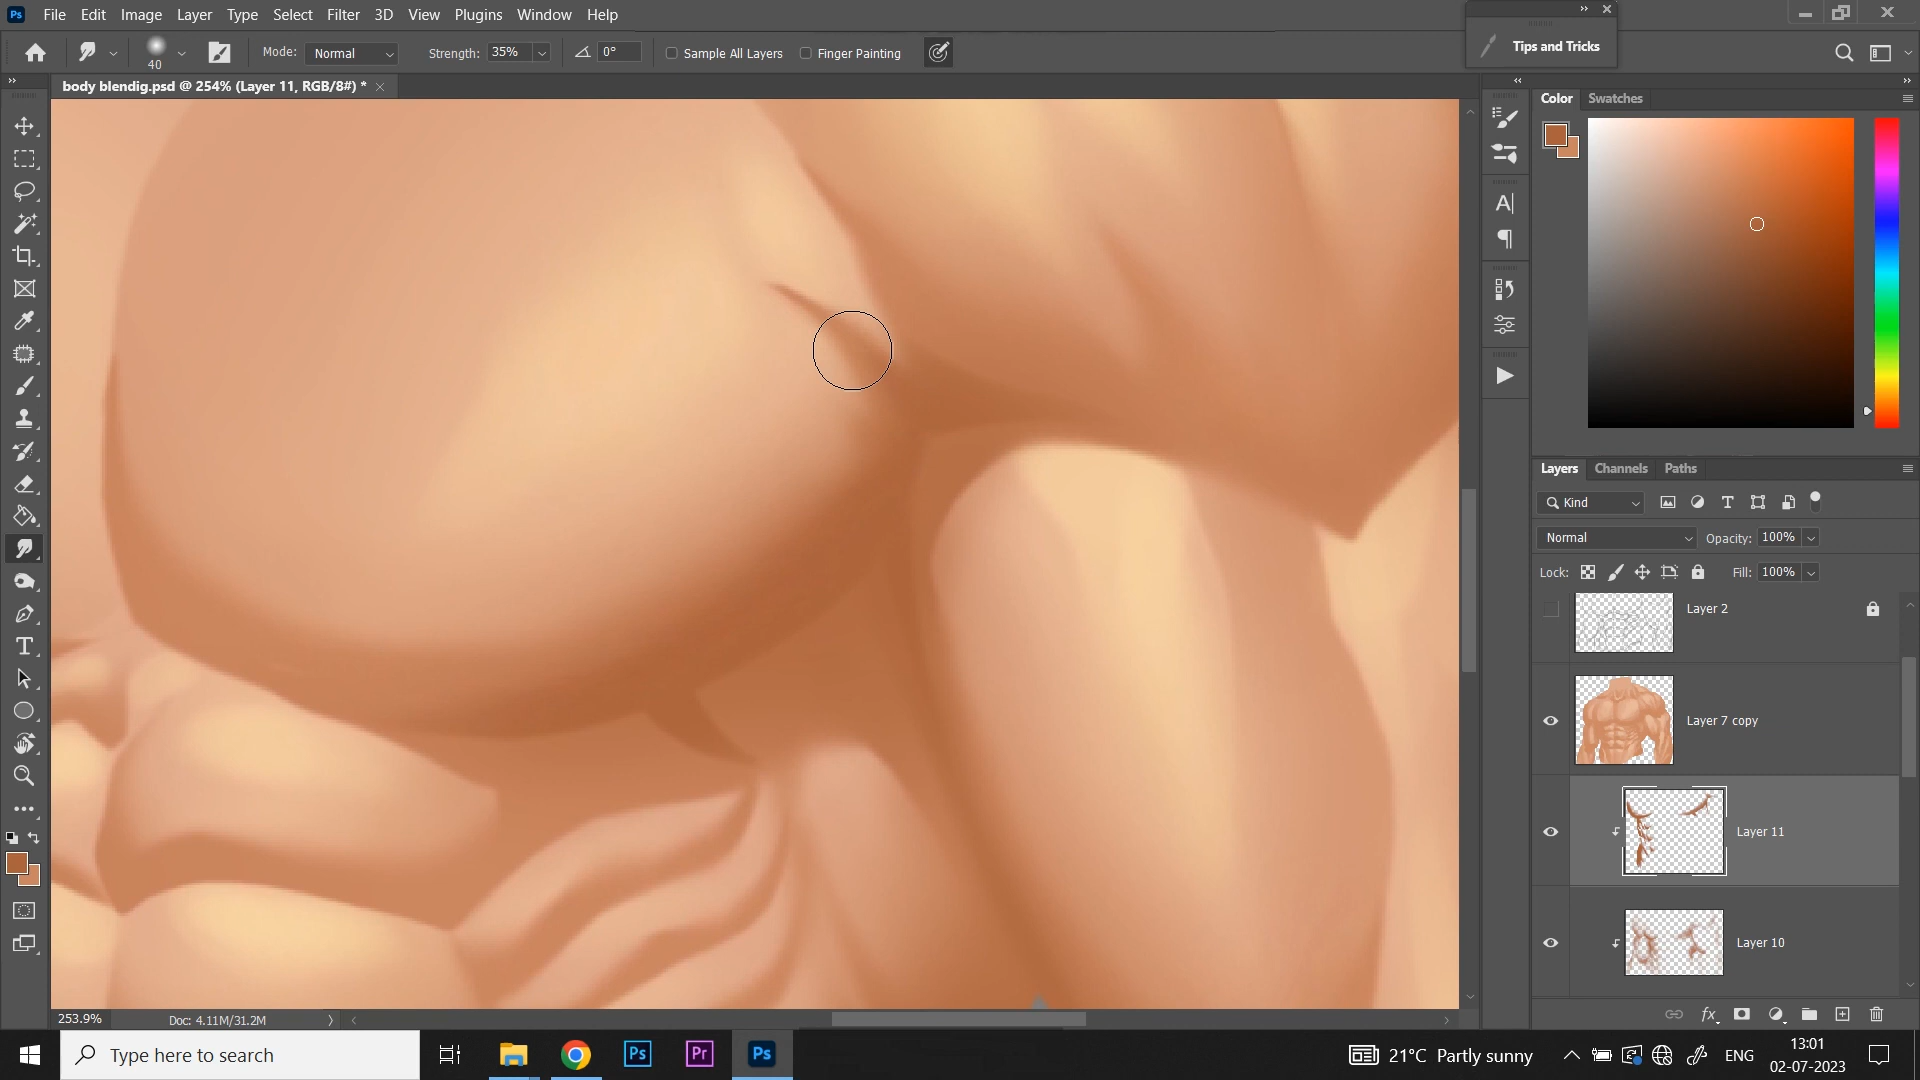 Ps File Edit Image Layer Type Select Filter 3D View Plugins Window Help
Tips and Tricks
40 Mode: Normal Strength: 35% 0° Sample All Layers Finger Painting
body blendig.psd @ 254% (Layer 11, RGB/8#) *
Color Swatches
Layers Channels Paths
Kind
Normal Opacity: 100%
Lock: Fill: 100%
Layer 2
Layer 7 copy
Layer 11
Layer 10
253.9% Doc: 4.11M/31.2M
Type here to search
Ps Pr Ps
21°C Partly sunny
ENG
13:01
02-07-2023